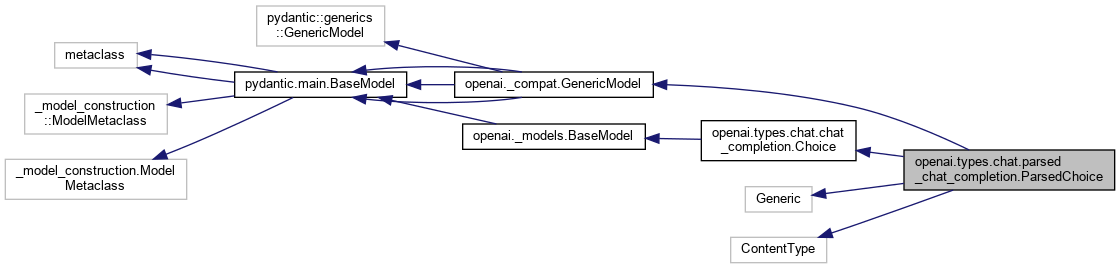 pydantic::generics
::GenericModel
metaclass
pydantic.main.BaseModel
openai._compat.GenericModel
_model_construction
::ModelMetaclass
openai._models.BaseModel
openai.types.chat.chat
_completion.Choice
_model_construction.Model
Metaclass
openai.types.chat.parsed
_chat_completion.ParsedChoice
Generic
ContentType